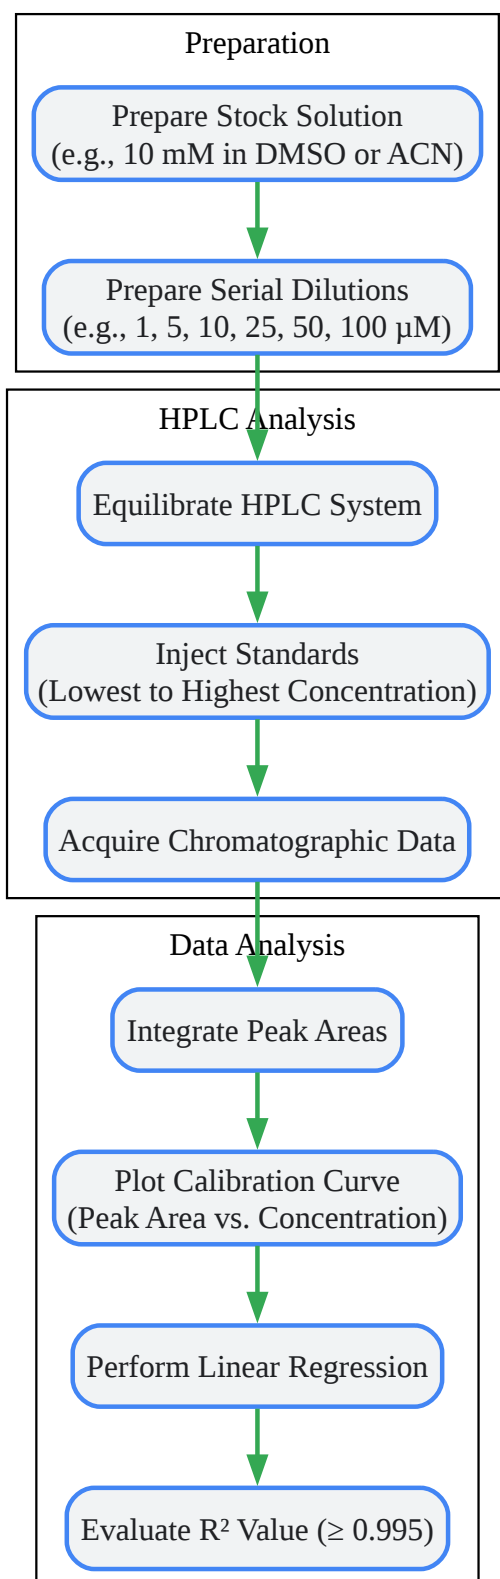 Preparation
Prepare Stock Solution
(e.g., 10 mM in DMSO or ACN)
Prepare Serial Dilutions
(e.g., 1, 5, 10, 25, 50, 100 µM)
HPLC Analysis
Equilibrate HPLC System
Inject Standards
(Lowest to Highest Concentration)
Acquire Chromatographic Data
Data Analysis
Integrate Peak Areas
Plot Calibration Curve
(Peak Area vs. Concentration)
Perform Linear Regression
Evaluate R² Value (≥ 0.995)